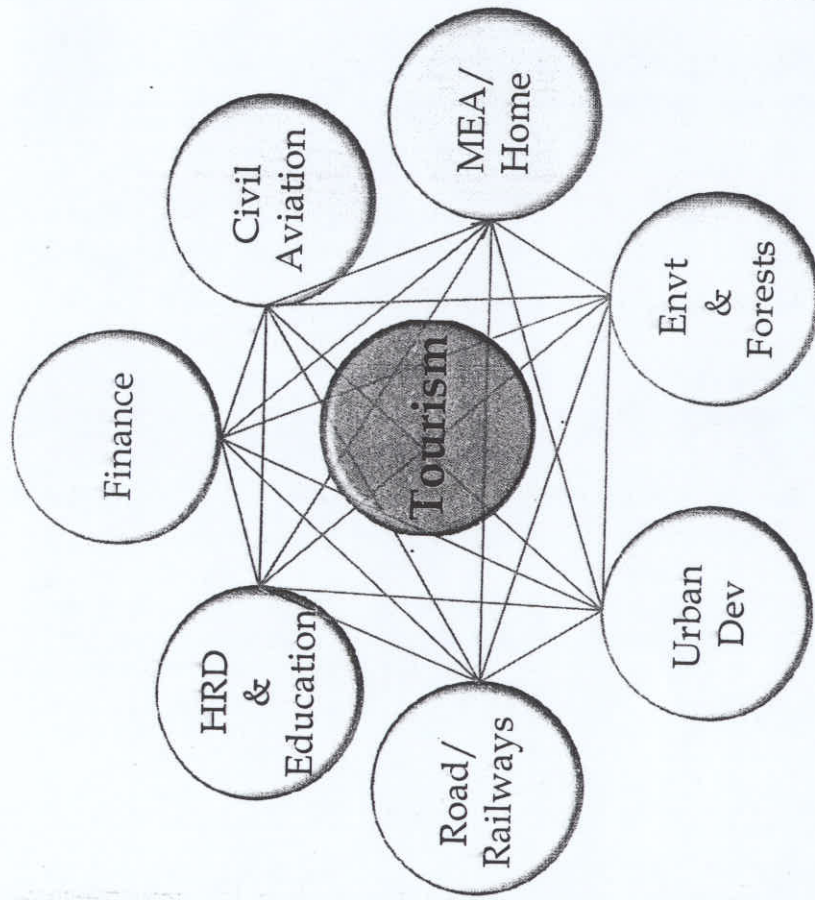 Finance
HRD
&
Education
Civil
Aviation
Tourism
Road/
Railways
MEA/
Home
Urban
Dev
Envt
&
Forests